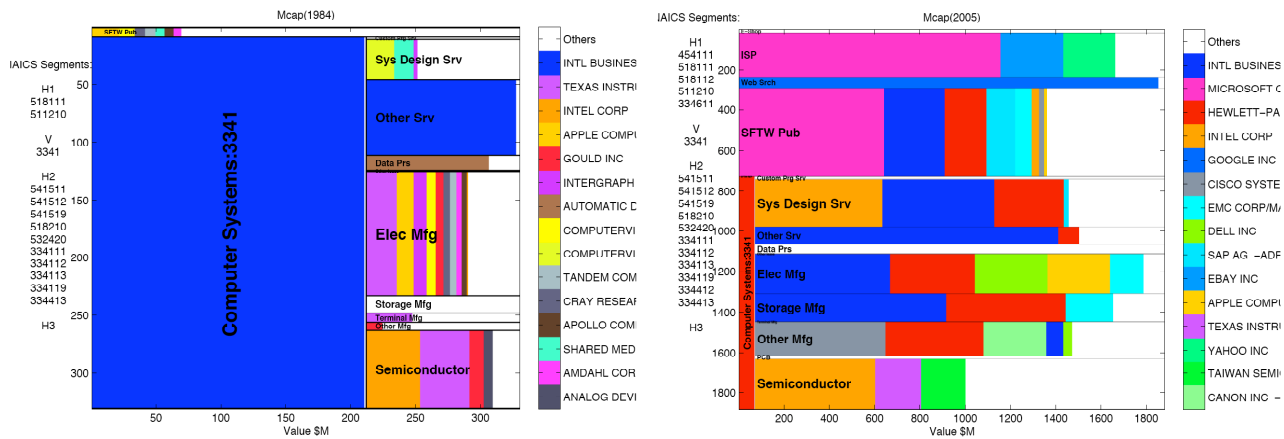 Mcap(1984)
IAICS Segments:
H1
518111
511210
V
3341
H2
541511
541512
541519
518210
532420
334111
334112
334113
334119
334413
H3
50
100
150
200
250
300
SFTW Pub
Computer Systems:3341
Sys Design Srv
Other Srv
Data Prs
Elec Mfg
Storage Mfg
Terminal Mfg
Other Mfg
Semiconductor
50
100
150
200
250
300
Value $M
Others
INTL BUSINES
TEXAS INSTRU
INTEL CORP
APPLE COMPU
GOULD INC
INTERGRAPH
AUTOMATIC D
COMPUTERVI
COMPUTERVI
TANDEM COM
CRAY RESEAR
APOLLO COMI
SHARED MED
AMDAHL COR
ANALOG DEVI
IAICS Segments:
Mcap(2005)
H1
454111
518111
518112
511210
334611
V
3341
H2
541511
541512
541519
518210
532420
334111
334112
334113
334119
334412
334413
H3
200
400
600
800
1000
1200
1400
1600
1800
E-Shop
ISP
Web Srch
SFTW Pub
Computer Systems:3341
Custom Prg Srv
Sys Design Srv
Other Srv
Data Prs
Elec Mfg
Storage Mfg
Other Mfg
PCB
Semiconductor
200
400
600
800
1000
1200
1400
1600
1800
Value $M
Others
INTL BUSINES
MICROSOFT C
HEWLETT-PA
INTEL CORP
GOOGLE INC
CISCO SYSTE
EMC CORP/MA
DELL INC
SAP AG -ADF
EBAY INC
APPLE COMPU
TEXAS INSTRU
YAHOO INC
TAIWAN SEMI
CANON INC -